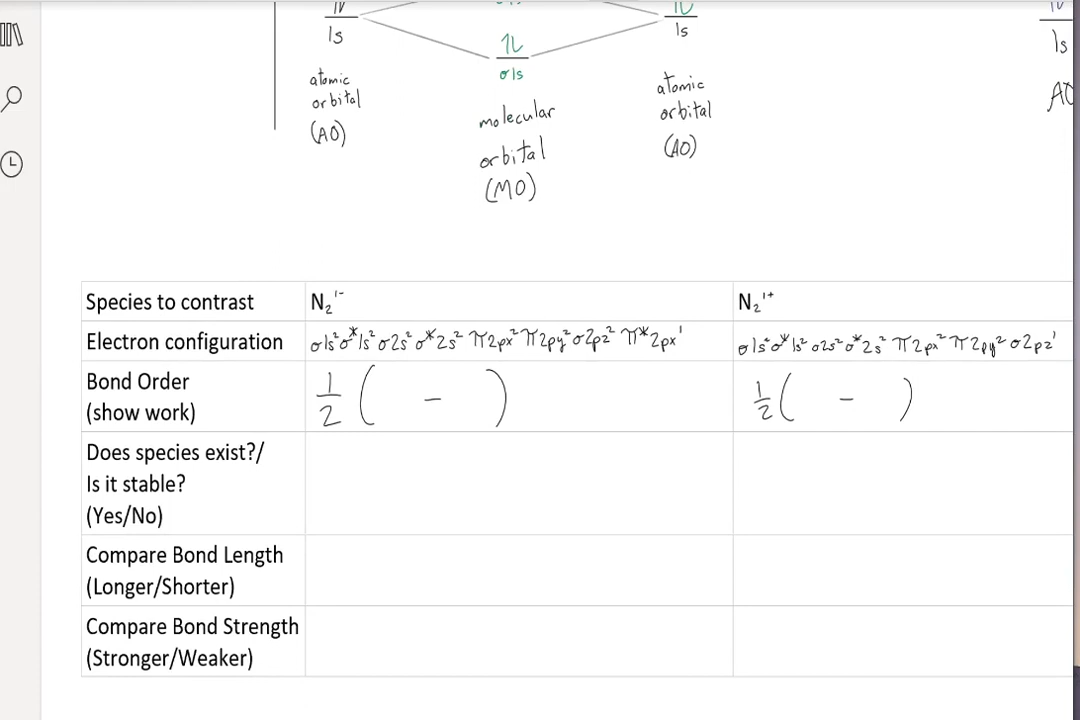 1s
1s
1s
σ1s
atomic
orbital
(AO)
molecular
orbital
(MO)
atomic
orbital
(AO)
AO
Species to contrast N₂¹⁻ N₂¹⁺
Electron configuration σ1s²σ*1s²σ2s²σ*2s²π2px²π2py²σ2pz²π*2px¹ σ1s²σ*1s²σ2s²σ*2s²π2px²π2py²σ2pz¹
Bond Order
(show work) 1/2 ( - ) 1/2 ( - )
Does species exist?/
Is it stable?
(Yes/No)
Compare Bond Length
(Longer/Shorter)
Compare Bond Strength
(Stronger/Weaker)